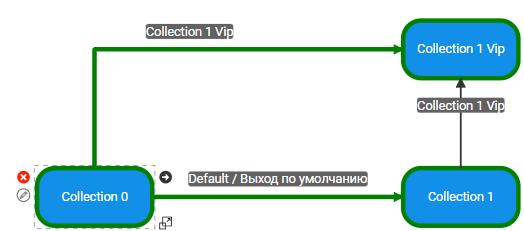 Collection 1 Vip
Collection 1 Vip
Collection 1 Vip
Default / Выход по умолчанию
Collection 0
Collection 1